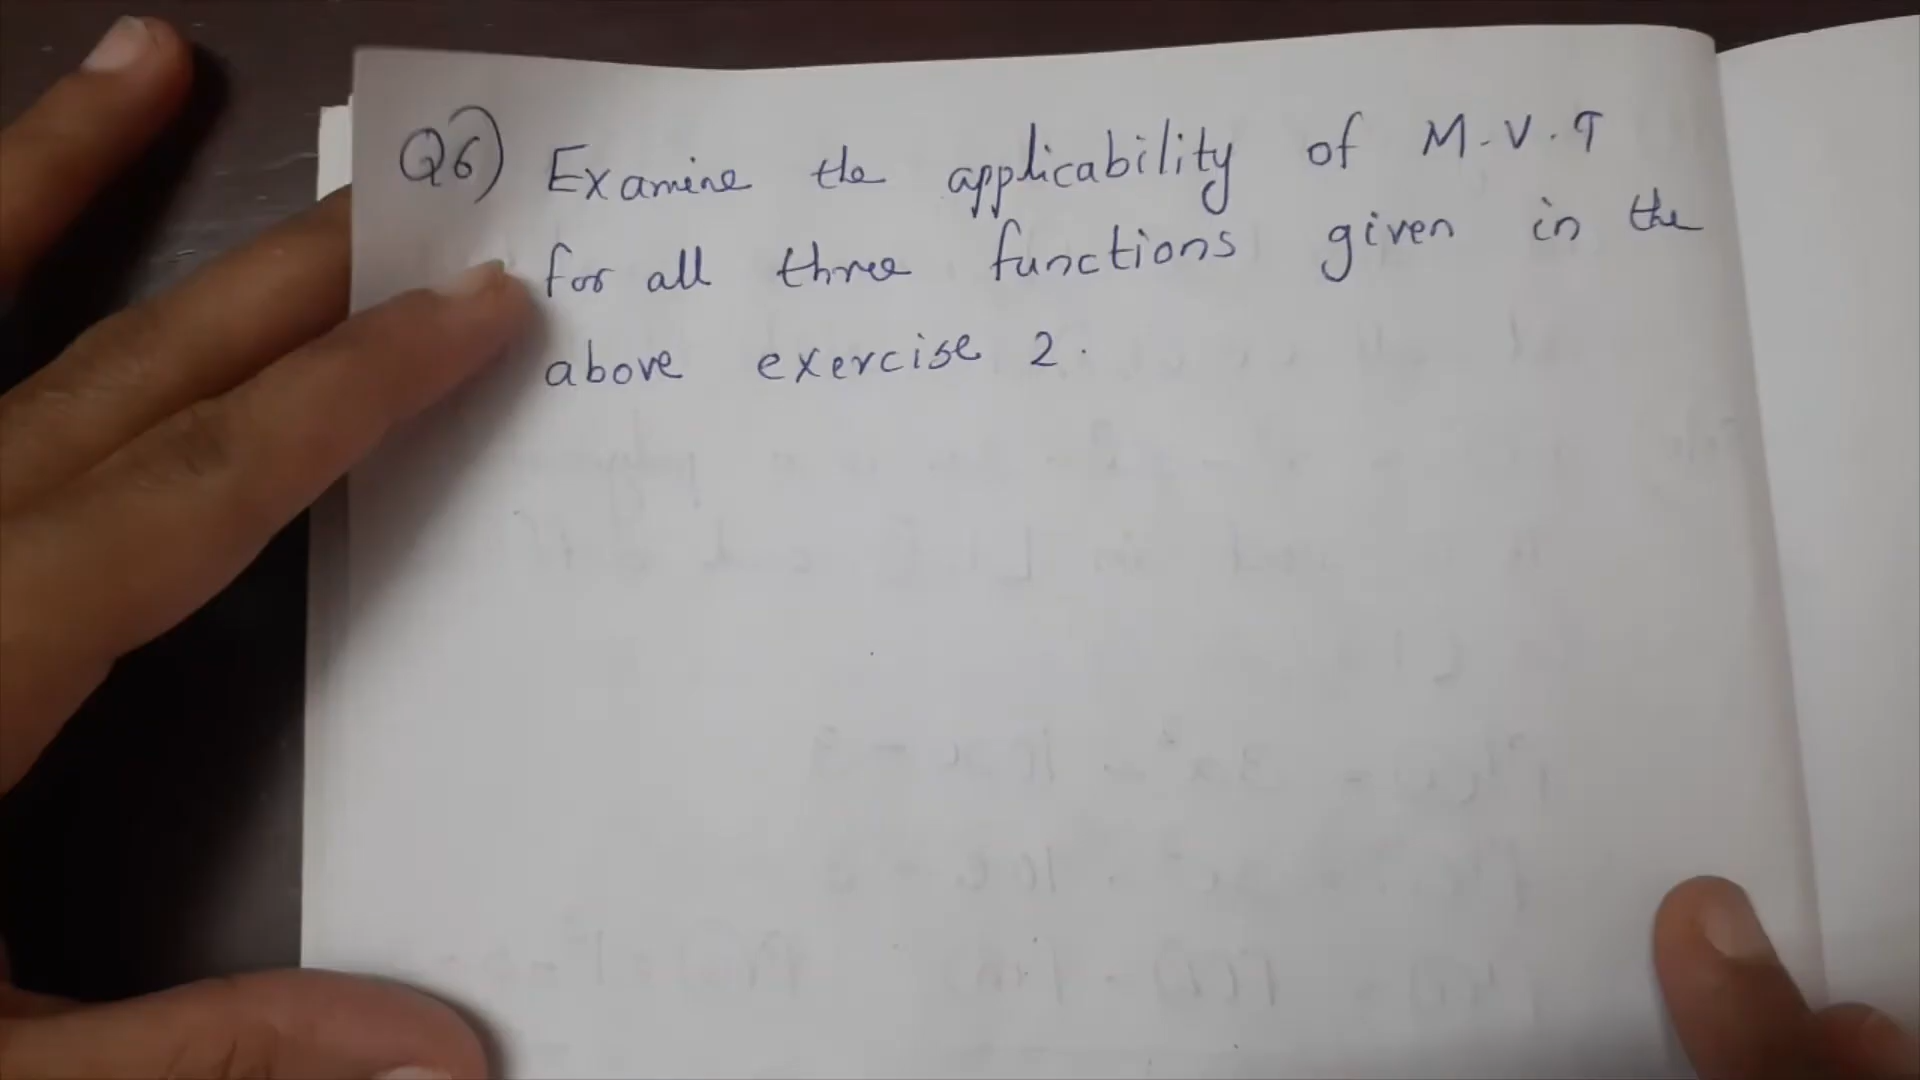 Q6) Examine the applicability of M.V.T
for all three functions given in the
above exercise 2.